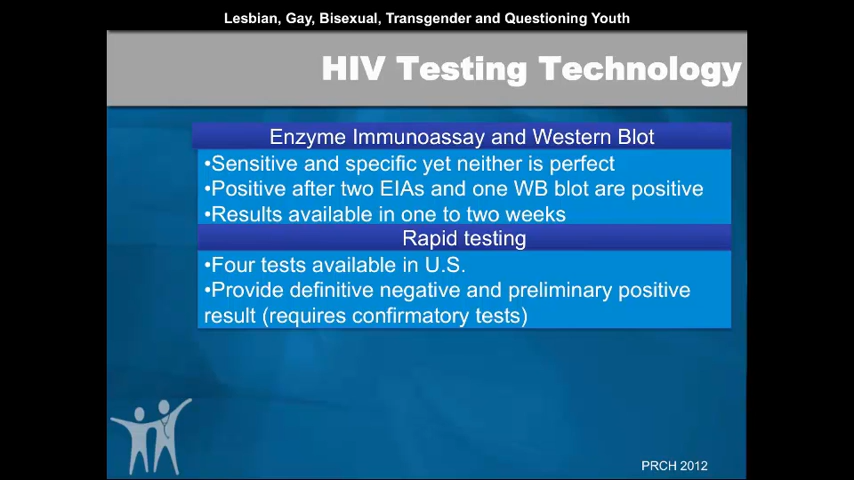 Lesbian, Gay, Bisexual, Transgender and Questioning Youth
HIV Testing Technology
Enzyme Immunoassay and Western Blot
•Sensitive and specific yet neither is perfect
•Positive after two EIAs and one WB blot are positive
•Results available in one to two weeks
Rapid testing
•Four tests available in U.S.
•Provide definitive negative and preliminary positive
result (requires confirmatory tests)
PRCH 2012